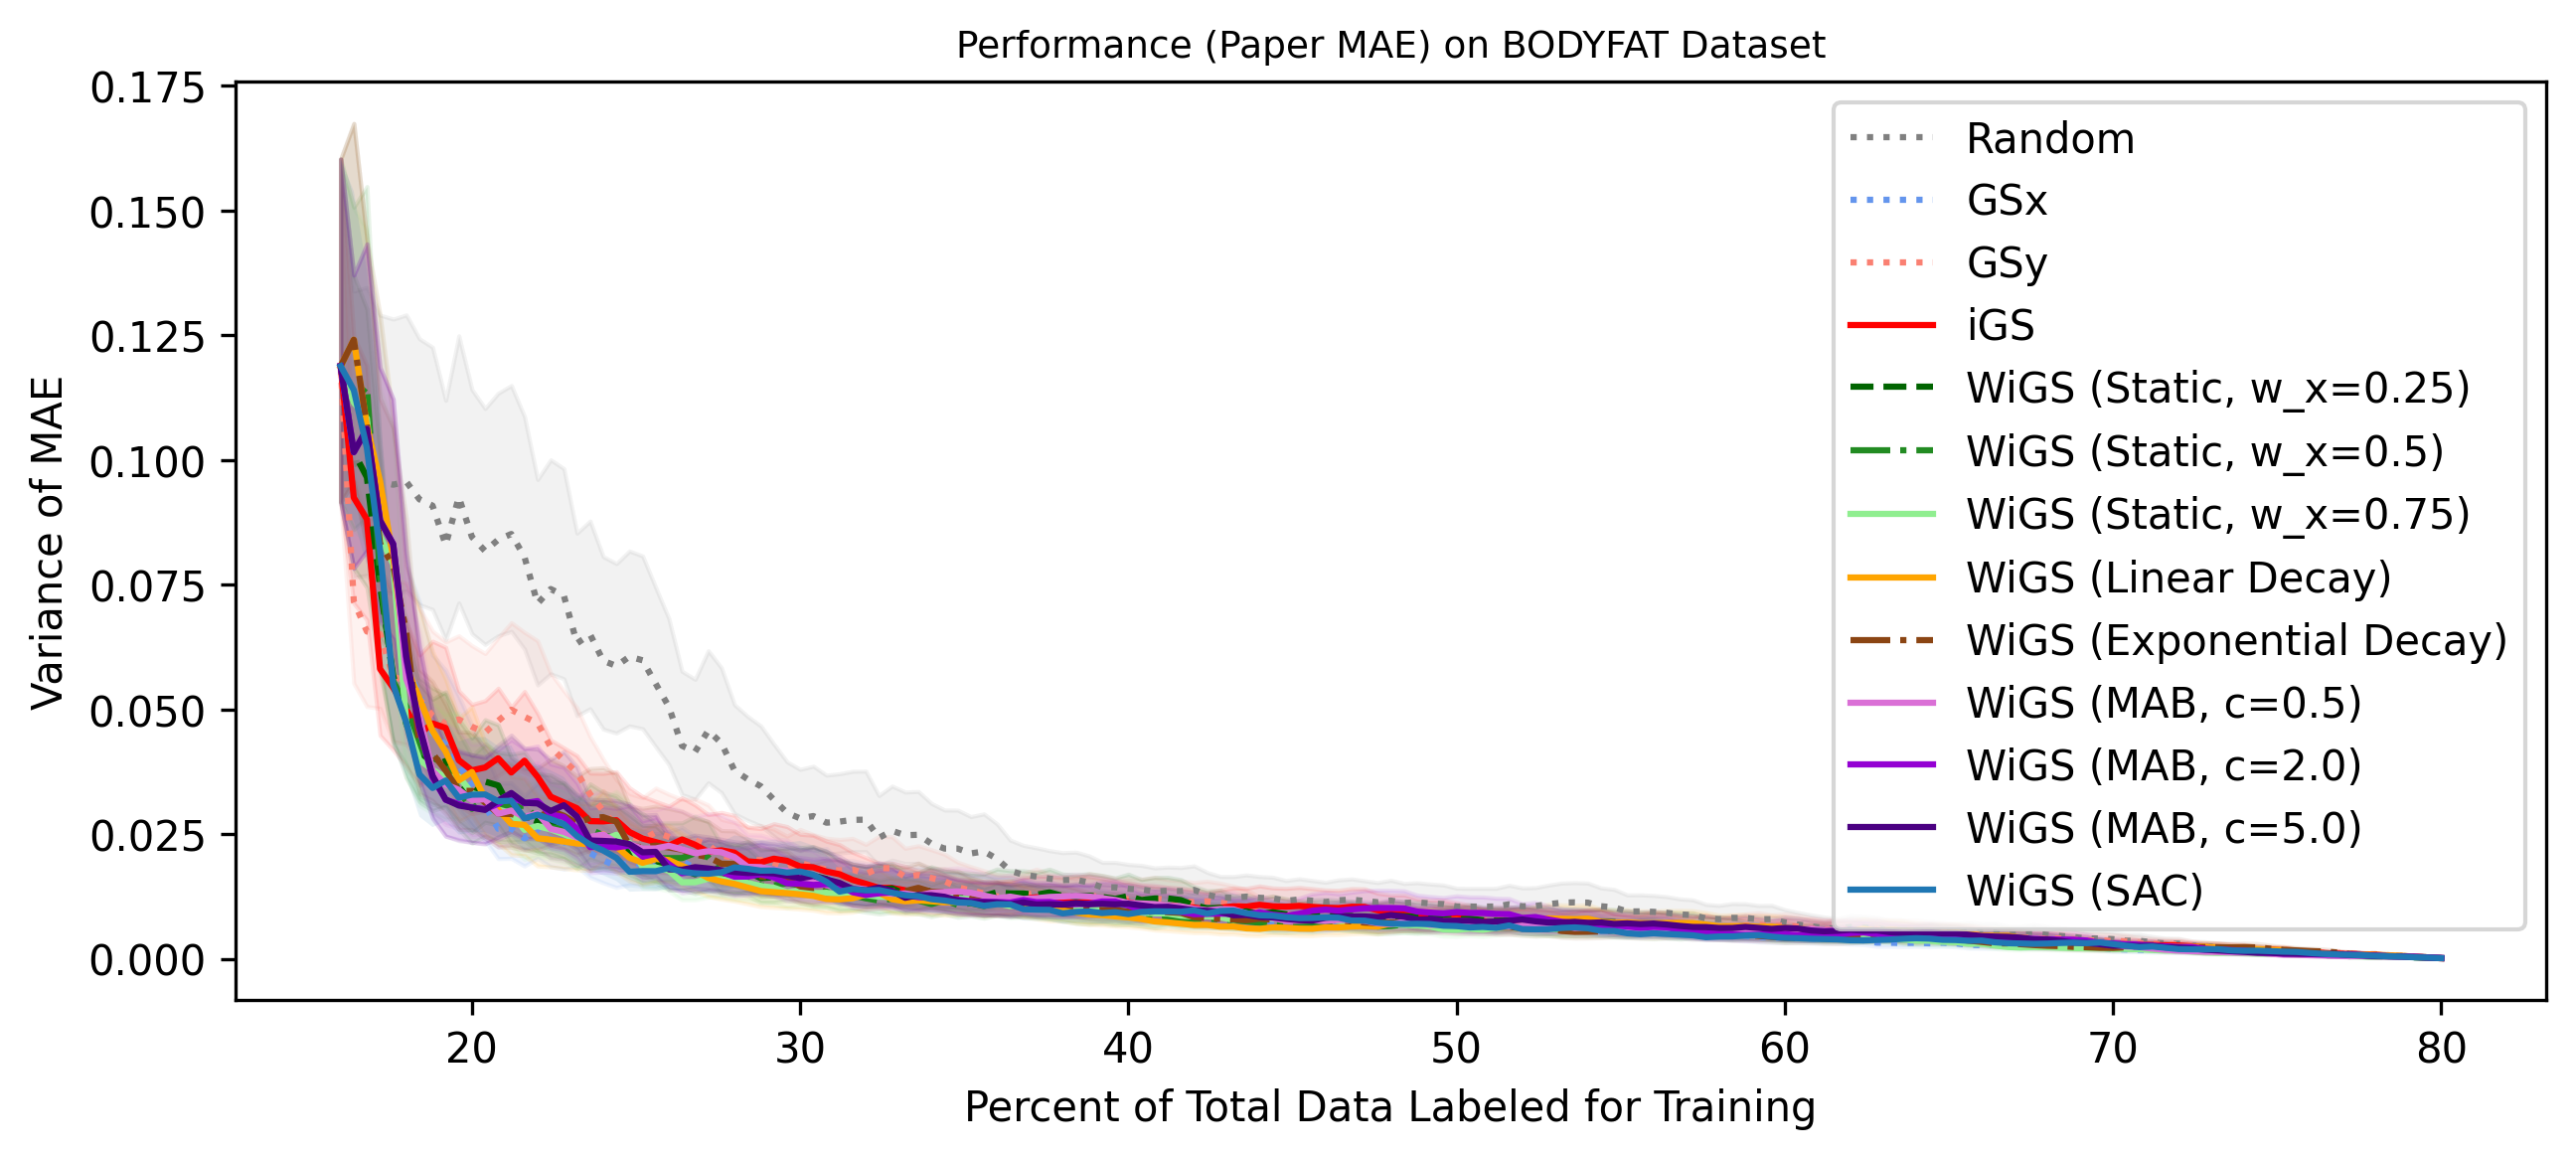 Performance (Paper MAE) on BODYFAT Dataset
Variance of MAE
0.175
0.150
0.125
0.100
0.075
0.050
0.025
0.000
Random
GSx
GSy
iGS
WiGS (Static, w_x=0.25)
WiGS (Static, w_x=0.5)
WiGS (Static, w_x=0.75)
WiGS (Linear Decay)
WiGS (Exponential Decay)
WiGS (MAB, c=0.5)
WiGS (MAB, c=2.0)
WiGS (MAB, c=5.0)
WiGS (SAC)
20 30 40 50 60 70 80
Percent of Total Data Labeled for Training